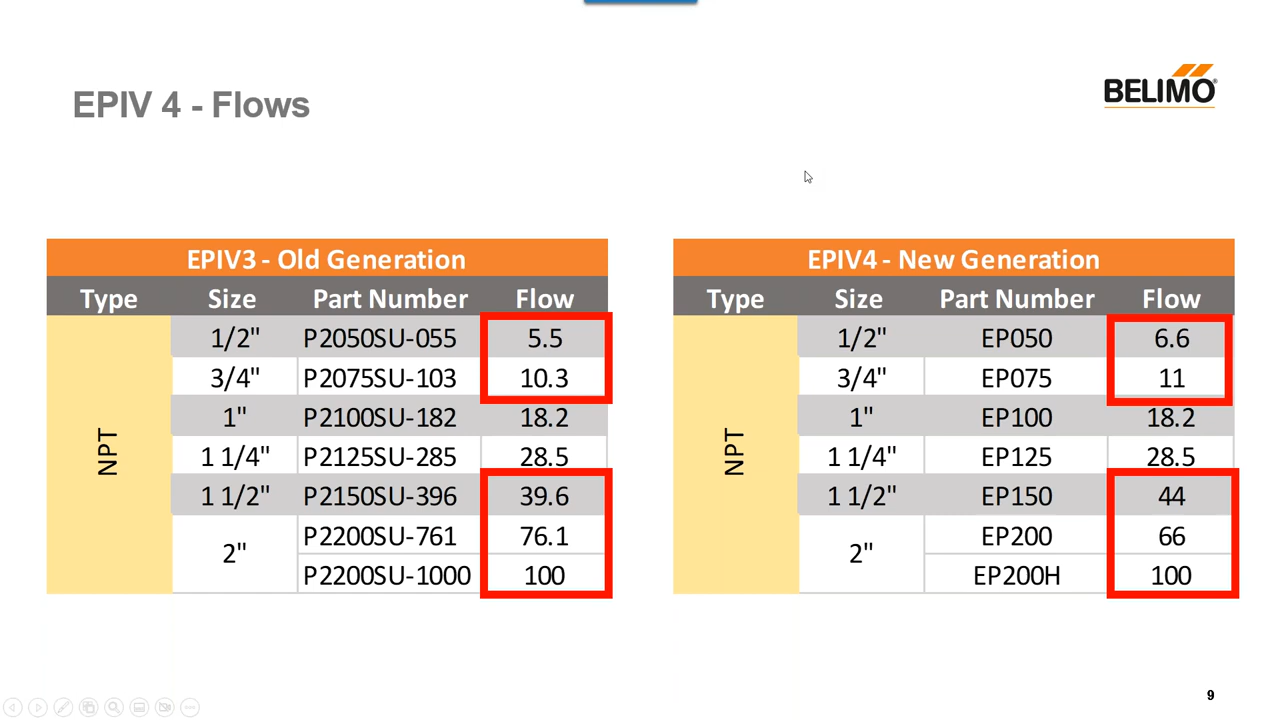 EPIV 4 - Flows
BELIMO
EPIV3 - Old Generation
Type Size Part Number Flow
NPT
1/2" P2050SU-055 5.5
3/4" P2075SU-103 10.3
1" P2100SU-182 18.2
1 1/4" P2125SU-285 28.5
1 1/2" P2150SU-396 39.6
2" P2200SU-761 76.1
P2200SU-1000 100
EPIV4 - New Generation
Type Size Part Number Flow
NPT
1/2" EP050 6.6
3/4" EP075 11
1" EP100 18.2
1 1/4" EP125 28.5
1 1/2" EP150 44
2" EP200 66
EP200H 100
9